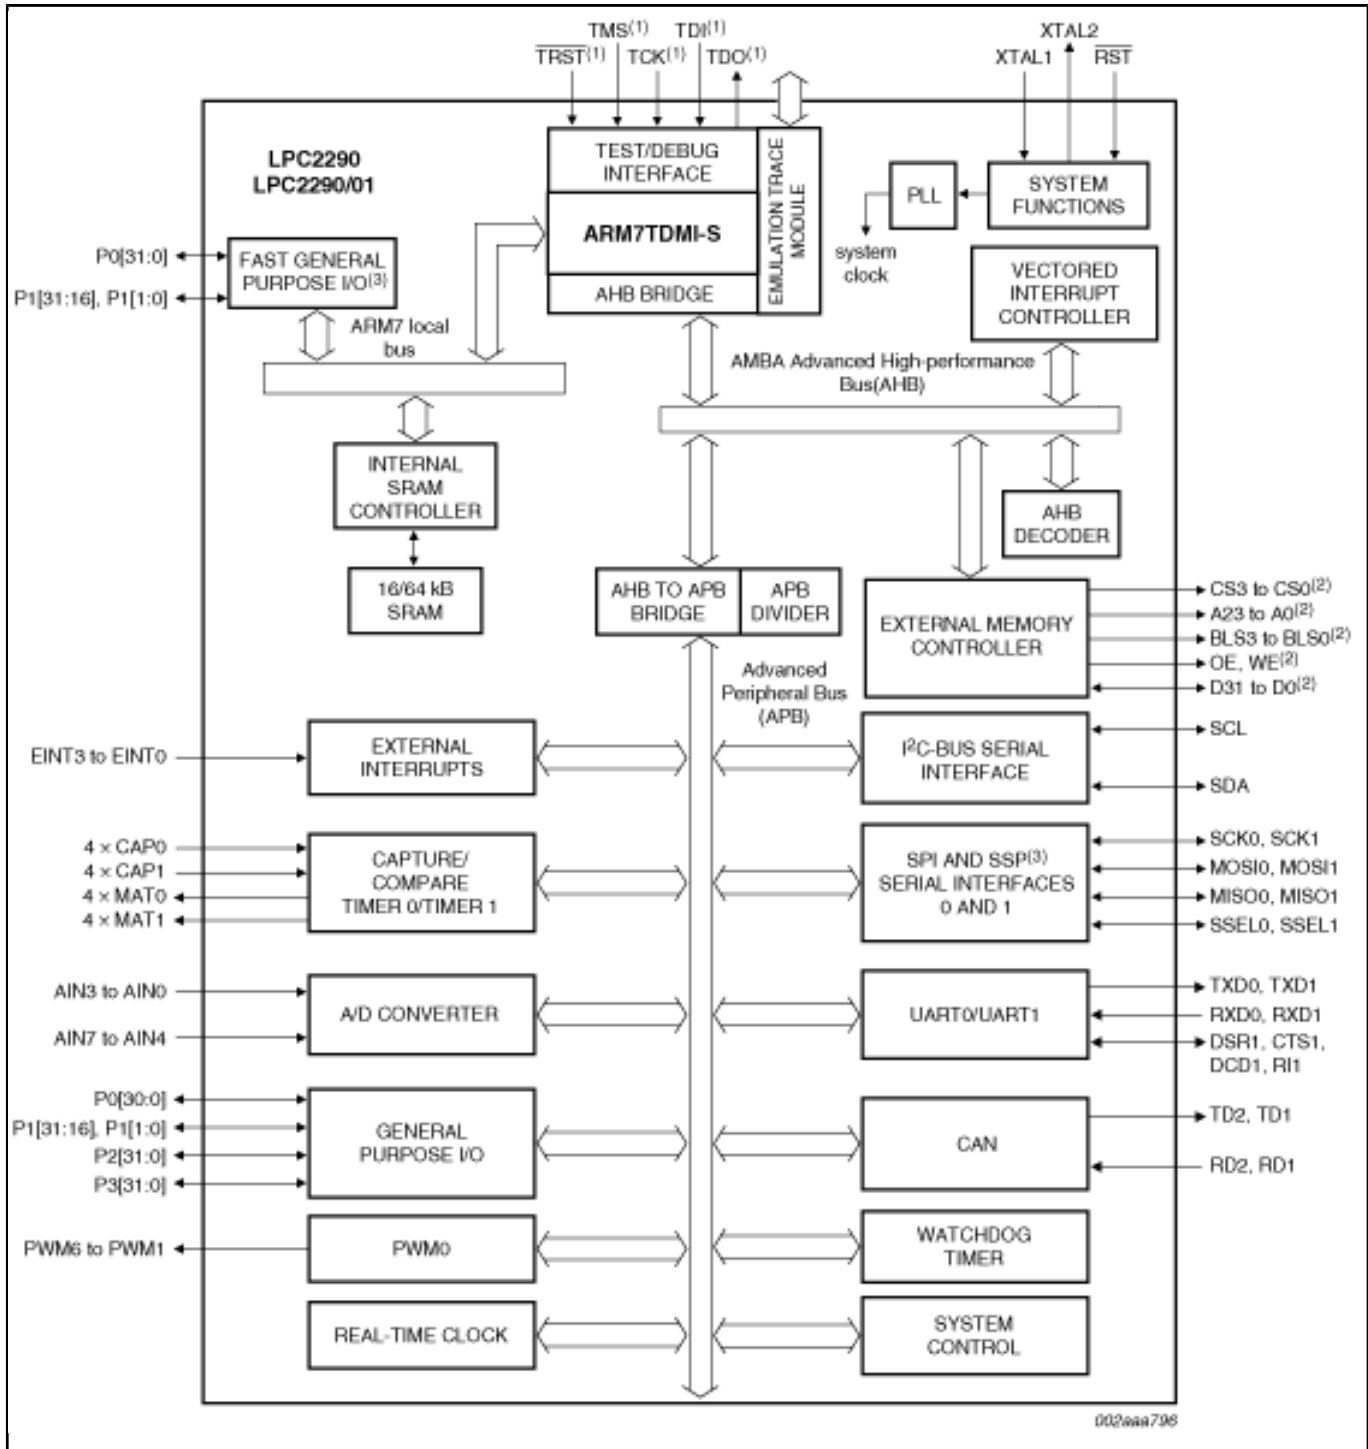 TMS(1)
TDI(1)
TRST(1)
TCK(1)
TDO(1)
XTAL2
XTAL1
RST
LPC2290
LPC2290/01
TEST/DEBUG
INTERFACE
ARM7TDMI-S
AHB BRIDGE
EMULATION TRACE
MODULE
PLL
SYSTEM
FUNCTIONS
system
clock
VECTORED
INTERRUPT
CONTROLLER
P0[31:0]
P1[31:16], P1[1:0]
FAST GENERAL
PURPOSE I/O(3)
ARM7 local
bus
AMBA Advanced High-performance
Bus(AHB)
INTERNAL
SRAM
CONTROLLER
16/64 kB
SRAM
AHB
DECODER
AHB TO APB
BRIDGE
APB
DIVIDER
EXTERNAL MEMORY
CONTROLLER
CS3 to CS0(2)
A23 to A0(2)
BLS3 to BLS0(2)
OE, WE(2)
D31 to D0(2)
Advanced
Peripheral Bus
(APB)
EINT3 to EINT0
EXTERNAL
INTERRUPTS
I2C-BUS SERIAL
INTERFACE
SCL
SDA
4 × CAP0
4 × CAP1
4 × MAT0
4 × MAT1
CAPTURE/
COMPARE
TIMER 0/TIMER 1
SPI AND SSP(3)
SERIAL INTERFACES
0 AND 1
SCK0, SCK1
MOSI0, MOSI1
MISO0, MISO1
SSEL0, SSEL1
AIN3 to AIN0
AIN7 to AIN4
A/D CONVERTER
UART0/UART1
TXD0, TXD1
RXD0, RXD1
DSR1, CTS1,
DCD1, RI1
P0[30:0]
P1[31:16], P1[1:0]
P2[31:0]
P3[31:0]
GENERAL
PURPOSE I/O
CAN
TD2, TD1
RD2, RD1
PWM6 to PWM1
PWM0
WATCHDOG
TIMER
REAL-TIME CLOCK
SYSTEM
CONTROL
002aaa796